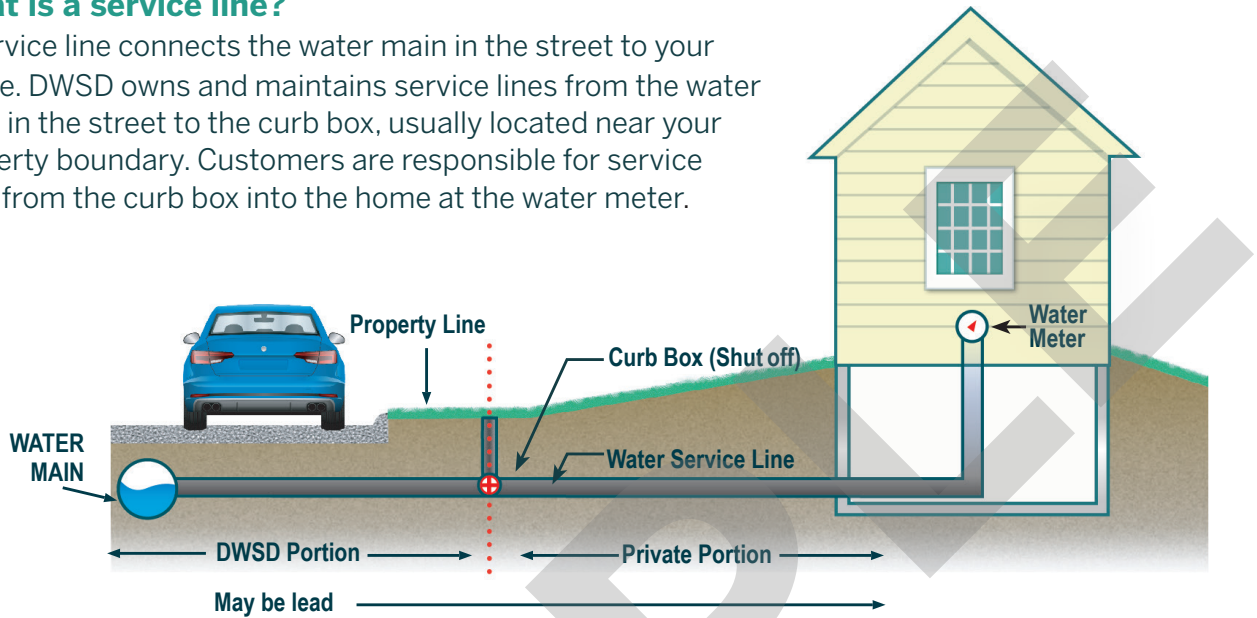 is a service line?
rvice line connects the water main in the street to your
e. DWSD owns and maintains service lines from the water
in the street to the curb box, usually located near your
erty boundary. Customers are responsible for service
from the curb box into the home at the water meter.
Property Line
Water
Meter
Curb Box (Shut off)
WATER
MAIN
Water Service Line
DWSD Portion
Private Portion
May be lead